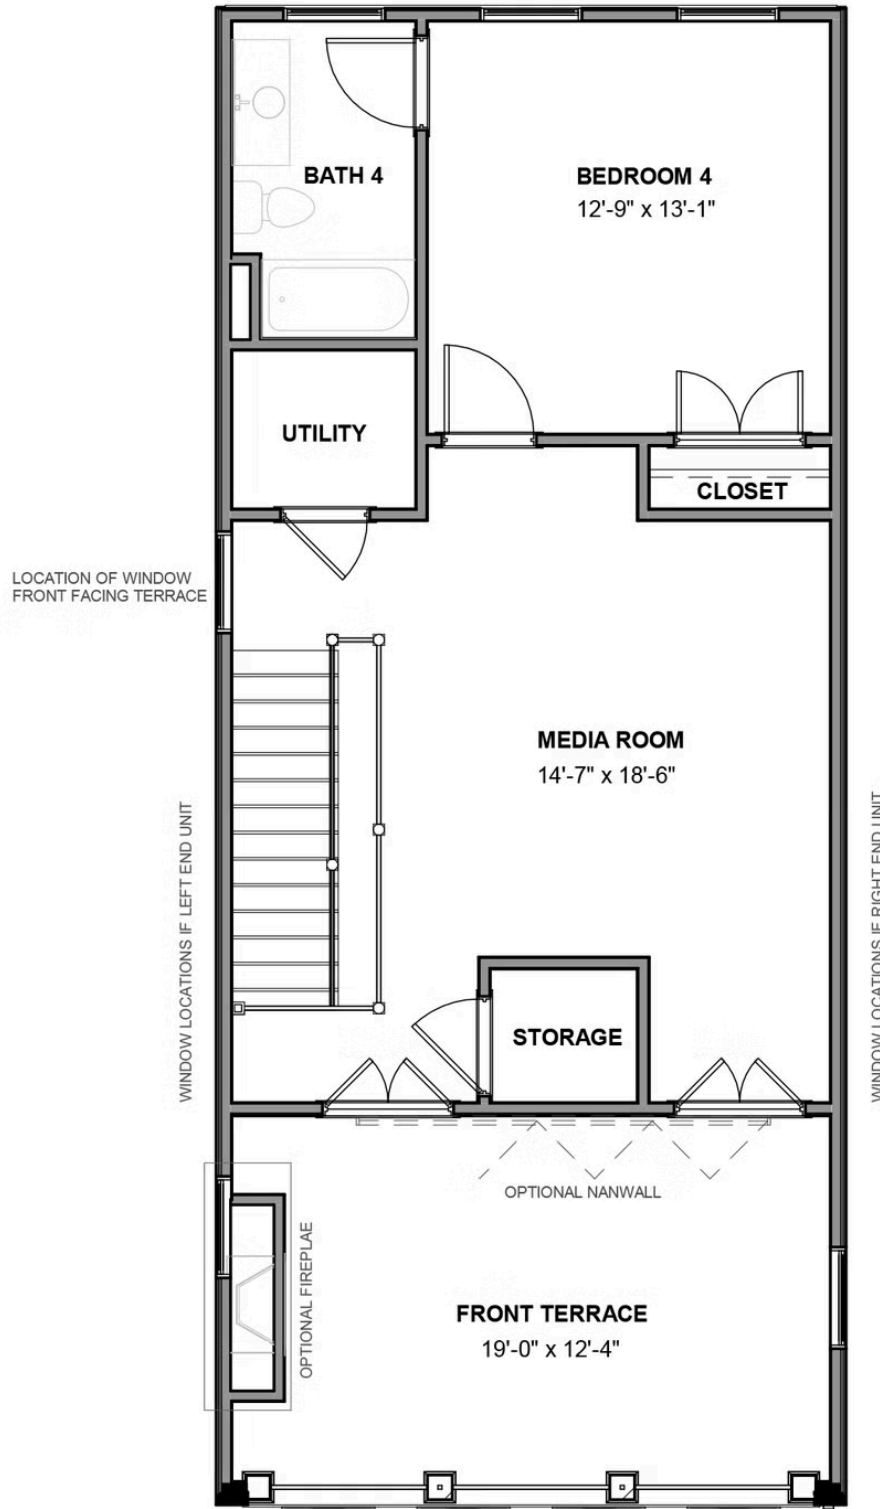 BATH 4
BEDROOM 4
12'-9" x 13'-1"
UTILITY
CLOSET
LOCATION OF WINDOW
FRONT FACING TERRACE
MEDIA ROOM
14'-7" x 18'-6"
WINDOW LOCATIONS IF LEFT END UNIT
WINDOW LOCATIONS IF RIGHT END UNIT
STORAGE
OPTIONAL NANWALL
OPTIONAL FIREPLAE
FRONT TERRACE
19'-0" x 12'-4"